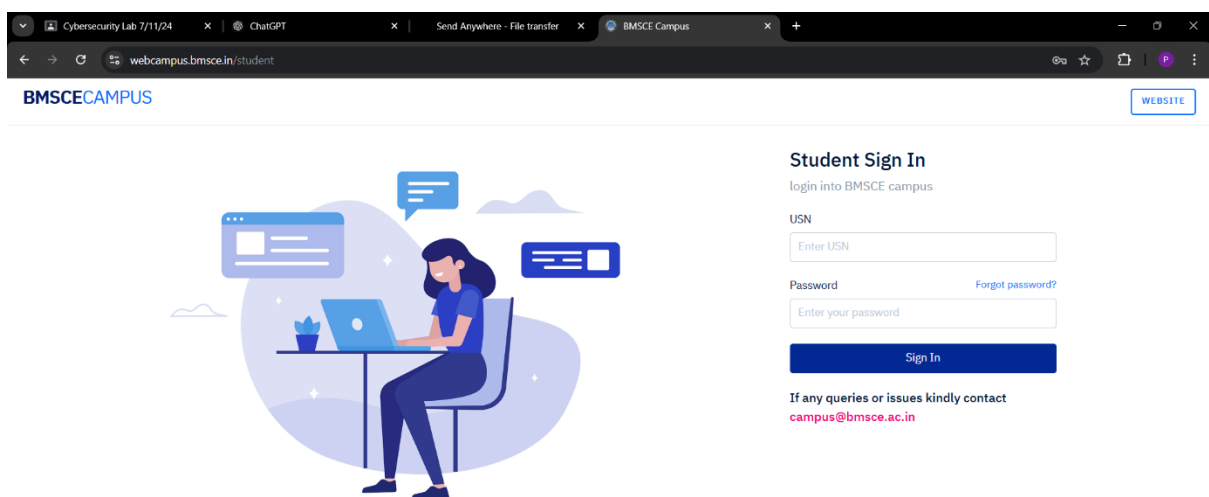 Cybersecurity Lab 7/11/24
ChatGPT
Send Anywhere - File transfer
BMSCE Campus
webcampus.bmsce.in/student
P
BMSCECAMPUS
WEBSITE
Student Sign In
login into BMSCE campus
USN
Enter USN
Password Forgot password?
Enter your password
Sign In
If any queries or issues kindly contact
campus@bmsce.ac.in